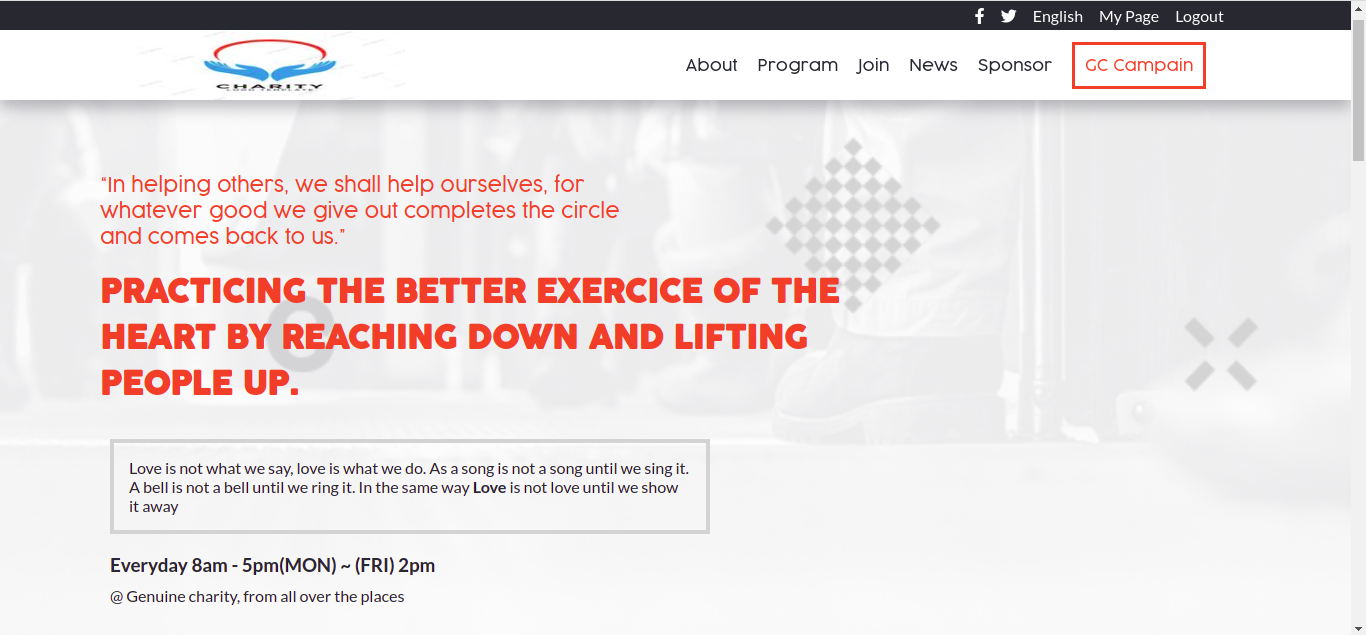 English My Page Logout
CHARITY
About Program Join News Sponsor GC Campain
“In helping others, we shall help ourselves, for
whatever good we give out completes the circle
and comes back to us.”
PRACTICING THE BETTER EXERCICE OF THE
HEART BY REACHING DOWN AND LIFTING
PEOPLE UP.
Love is not what we say, love is what we do. As a song is not a song until we sing it.
A bell is not a bell until we ring it. In the same way Love is not love until we show
it away
Everyday 8am - 5pm(MON) ~ (FRI) 2pm
@ Genuine charity, from all over the places